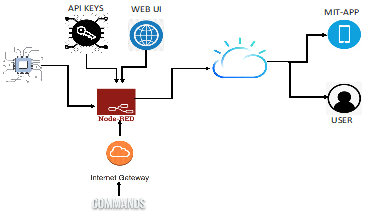 API KEYS
WEB UI
MIT-APP
Node-RED
USER
Internet Gateway
COMMANDS